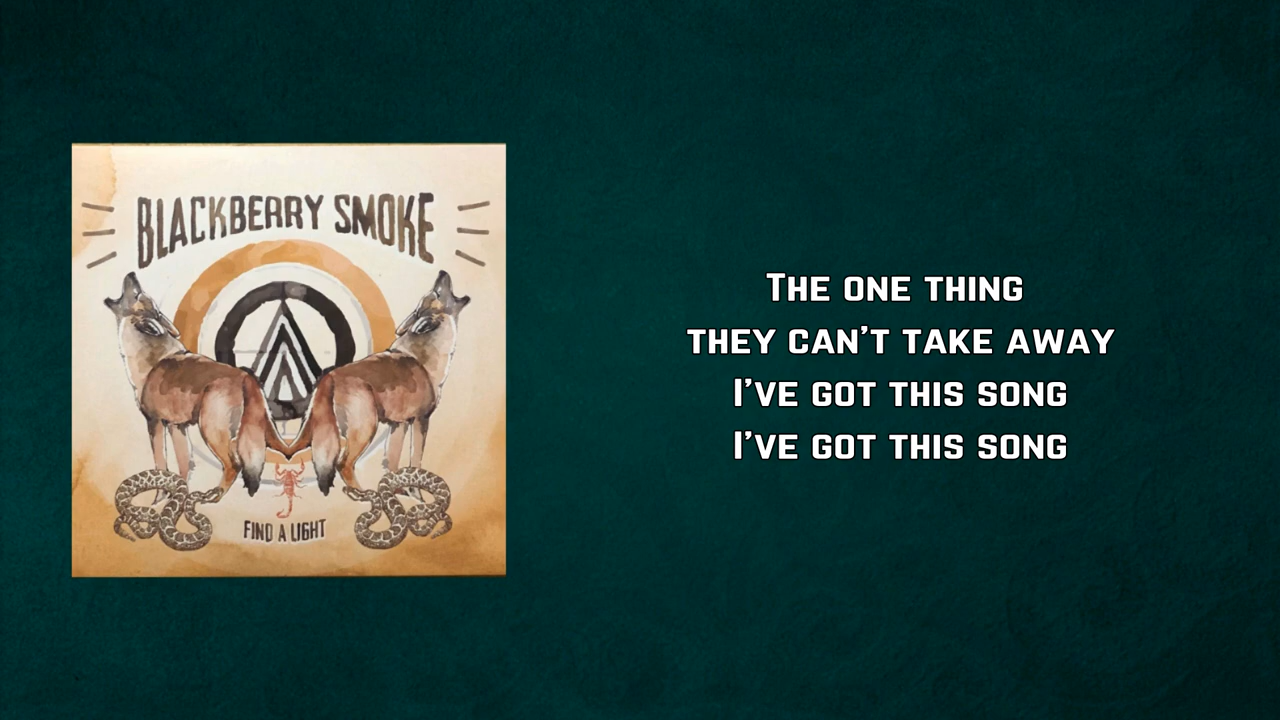 BLACKBERRY SMOKE
FIND A LIGHT
The one thing
they can't take away
I've got this song
I've got this song